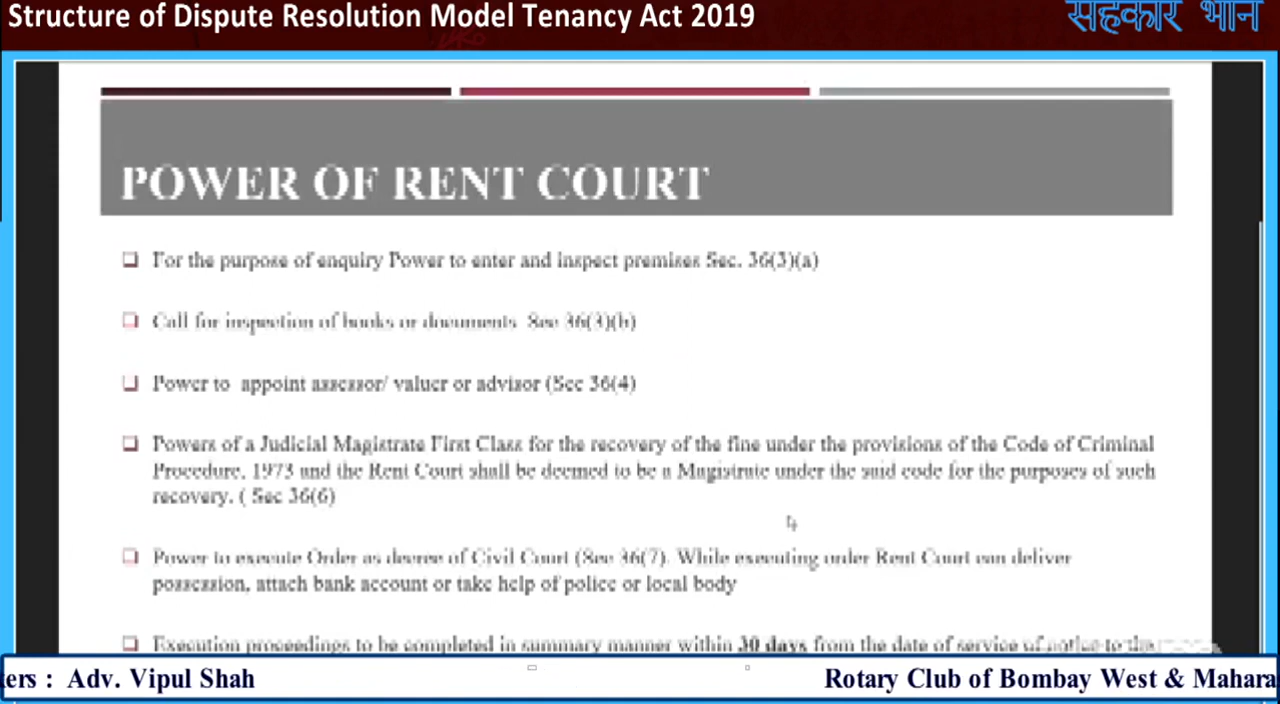 Structure of Dispute Resolution Model Tenancy Act 2019
सहकार भान
POWER OF RENT COURT
For the purpose of enquiry Power to enter and inspect premises Sec. 36(3)(a)
Call for inspection of books or documents Sec 36(3)(b)
Power to appoint assessor/ valuer or advisor (Sec 36(4)
Powers of a Judicial Magistrate First Class for the recovery of the fine under the provisions of the Code of Criminal
Procedure, 1973 and the Rent Court shall be deemed to be a Magistrate under the said code for the purposes of such
recovery. ( Sec 36(6)
Power to execute Order as decree of Civil Court (Sec 36(7). While executing order Rent Court can deliver
possession, attach bank account or take help of police or local body
Execution proceedings to be completed in summary manner within 30 days from the date of service of notice to the
ers : Adv. Vipul Shah
Rotary Club of Bombay West & Mahara